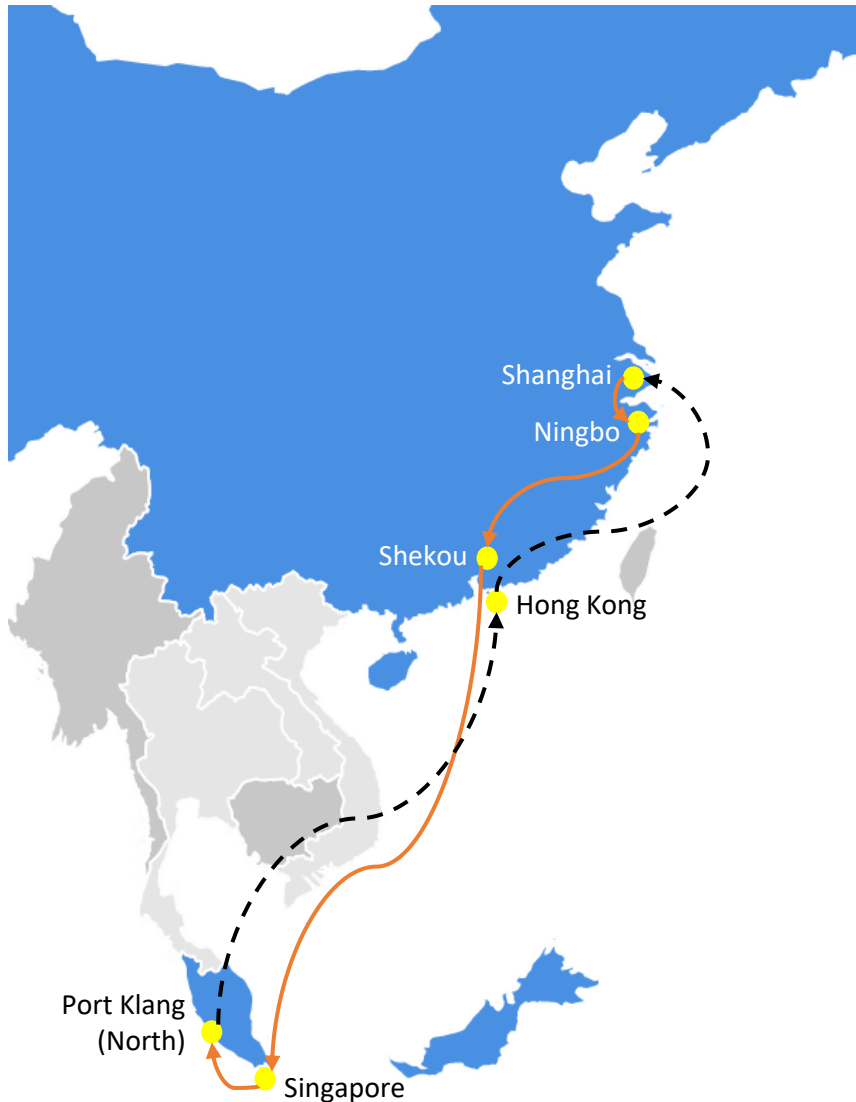 Shanghai
Ningbo
Shekou
Hong Kong
Port Klang
(North)
Singapore